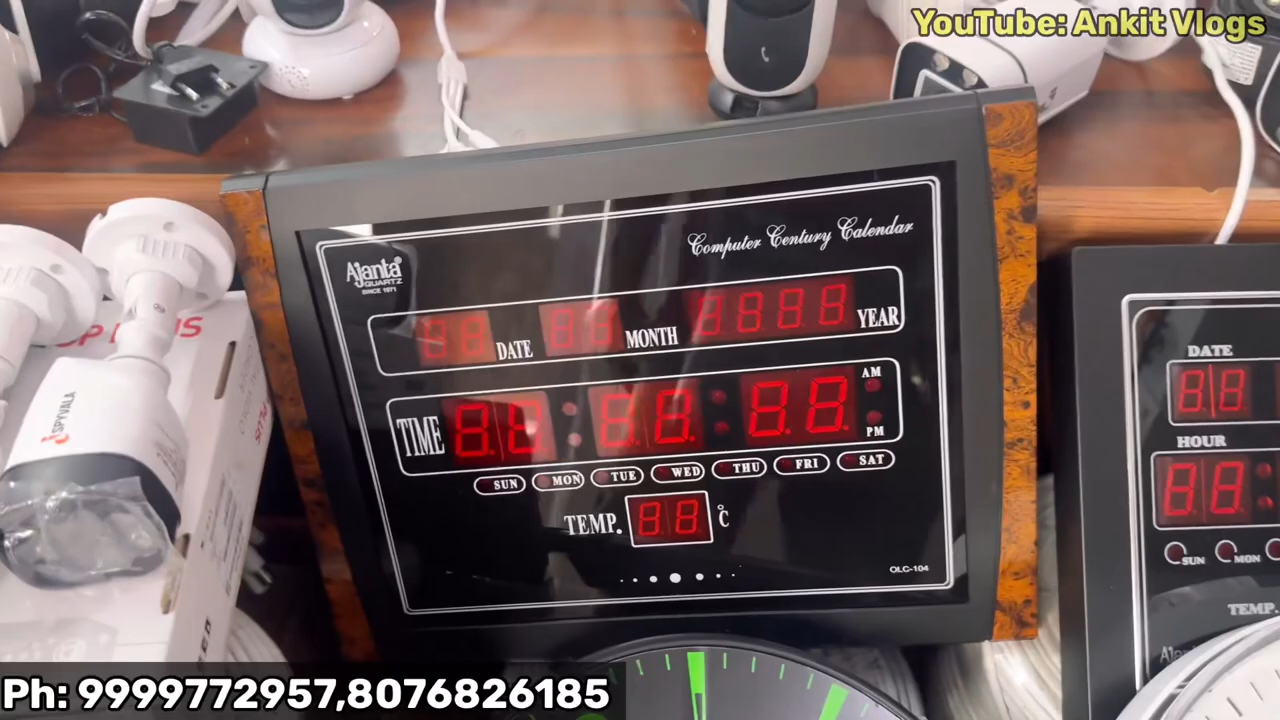 YouTube: Ankit Vlogs
Computer Century Calendar
Ajanta
QUARTZ
SINCE 1971
DATE MONTH YEAR
TIME AM
PM
SUN MON TUE WED THU FRI SAT
TEMP. °C
OLC-104
SPYVALA
DATE
HOUR
SUN MON
TEMP.
Ph: 9999772957,8076826185